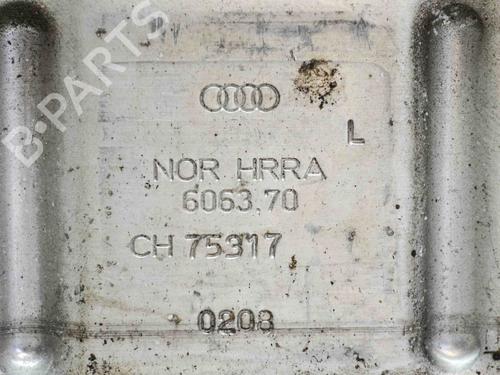 B-PARTS
L
NOR HRRA
6063.70
CH 75317
0208